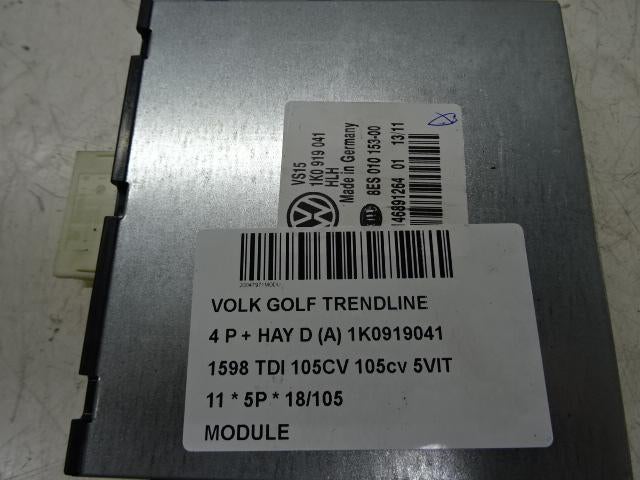 VS15
1K0 919 041
HLH
Made in Germany
8ES 010 153-00
146891264 01 13/11
VOLK GOLF TRENDLINE
4 P + HAY D (A) 1K0919041
1598 TDI 105CV 105cv 5VIT
11 * 5P * 18/105
MODULE